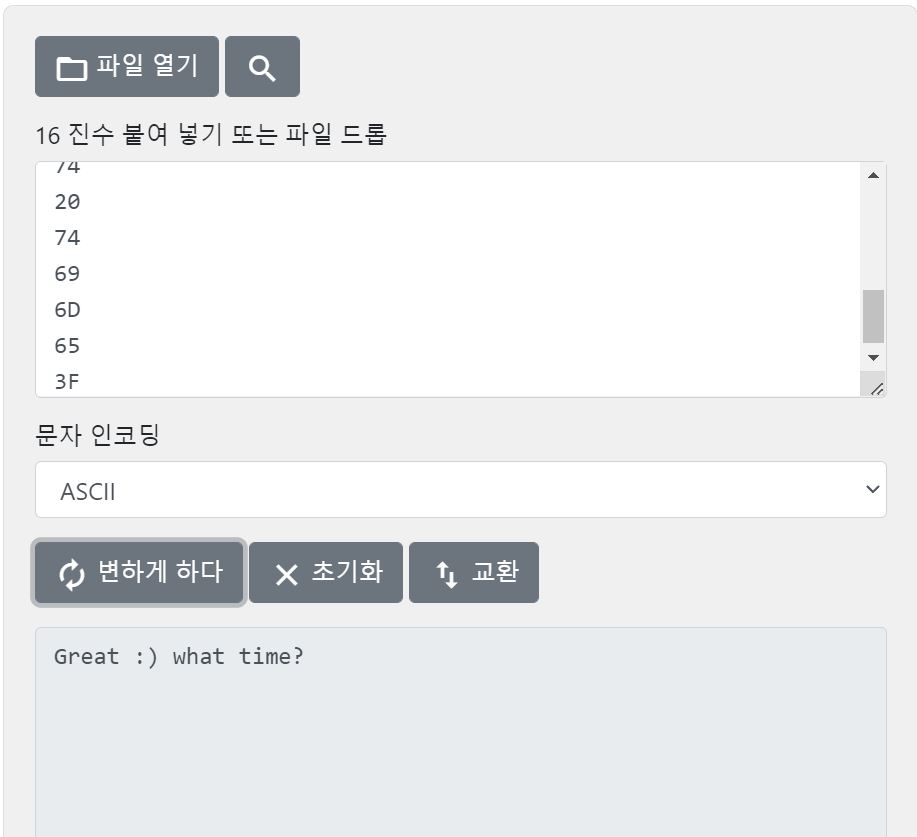 파일 열기
16 진수 붙여 넣기 또는 파일 드롭
74
20
74
69
6D
65
3F
문자 인코딩
ASCII
변하게 하다 초기화 교환
Great :) what time?